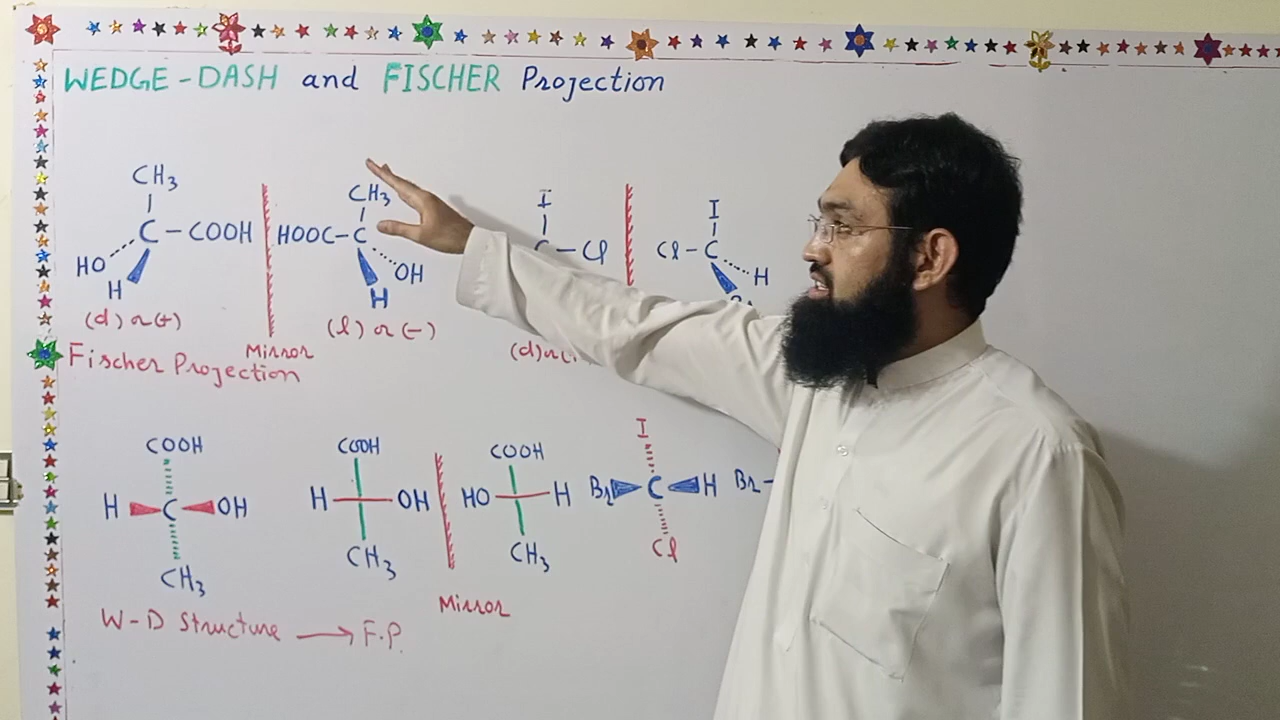 WEDGE-DASH and FISCHER Projection
CH3 CH3 I I
C-COOH HOOC-C C-Cl Cl-C
HO H OH H H
(d) or (+) (l) or (-)
Mirror
Fischer Projection
COOH COOH COOH I
H C OH H OH HO H Br C H Br-
CH3 CH3 CH3 Cl
Mirror
W-D Structure → F.P.